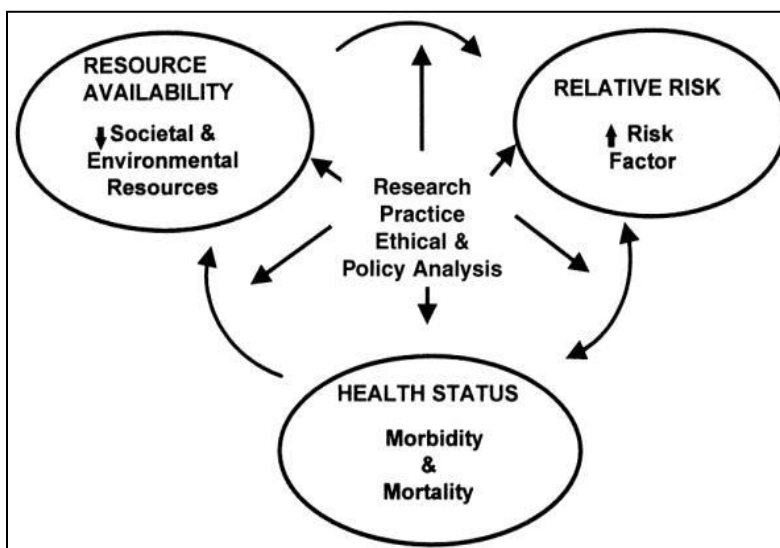 RESOURCE
AVAILABILITY
Societal &
Environmental
Resources
RELATIVE RISK
Risk
Factor
Research
Practice
Ethical &
Policy Analysis
HEALTH STATUS
Morbidity
&
Mortality